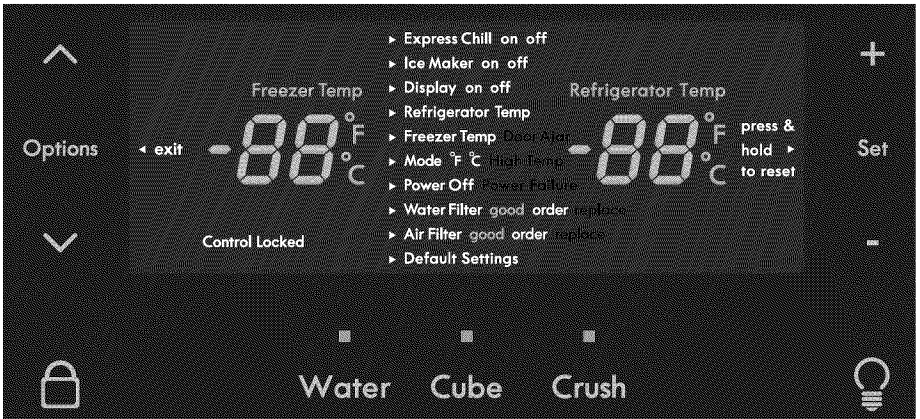 Express Chill on off
Ice Maker on off
Display on off
Freezer Temp
Refrigerator Temp
Refrigerator Temp
Freezer Temp Door Ajar
Mode °F °C High Temp
Power Off Power Failure
Water Filter good order replace
Air Filter good order replace
Default Settings
Options
exit
-88 °F °C
-88 °F °C
press &
hold
to reset
Set
Control Locked
+
-
Water Cube Crush